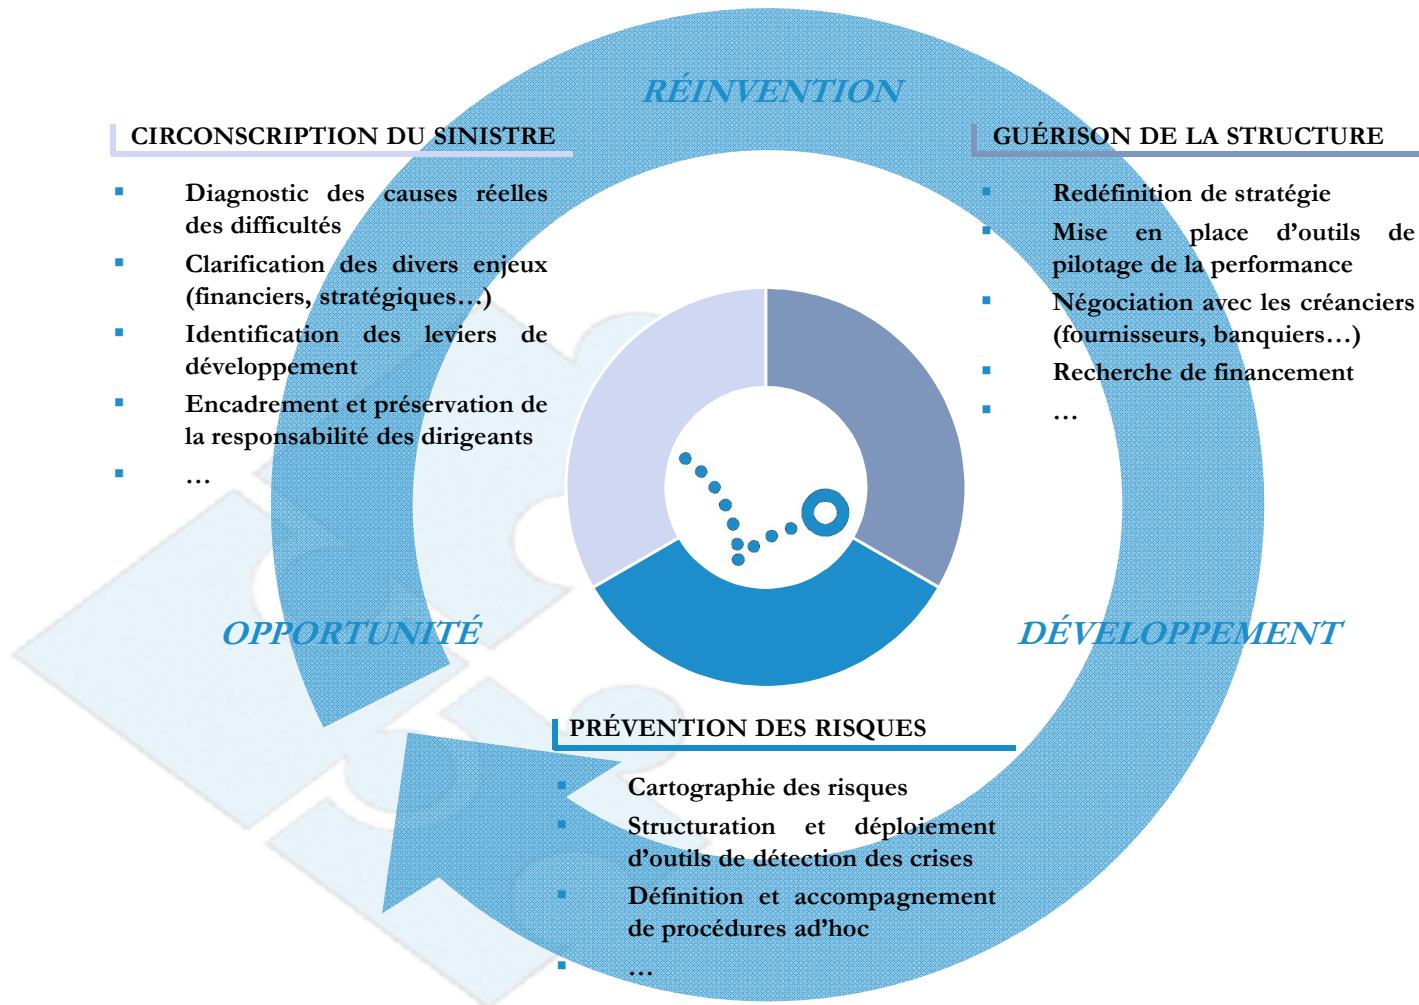 RÉINVENTION
CIRCONSCRIPTION DU SINISTRE
Diagnostic des causes réelles
des difficultés
Clarification des divers enjeux
(financiers, stratégiques…)
Identification des leviers de
développement
Encadrement et préservation de
la responsabilité des dirigeants
…
GUÉRISON DE LA STRUCTURE
Redéfinition de stratégie
Mise en place d’outils de
pilotage de la performance
Négociation avec les créanciers
(fournisseurs, banquiers…)
Recherche de financement
…
OPPORTUNITÉ
DÉVELOPPEMENT
PRÉVENTION DES RISQUES
Cartographie des risques
Structuration et déploiement
d’outils de détection des crises
Définition et accompagnement
de procédures ad’hoc
…